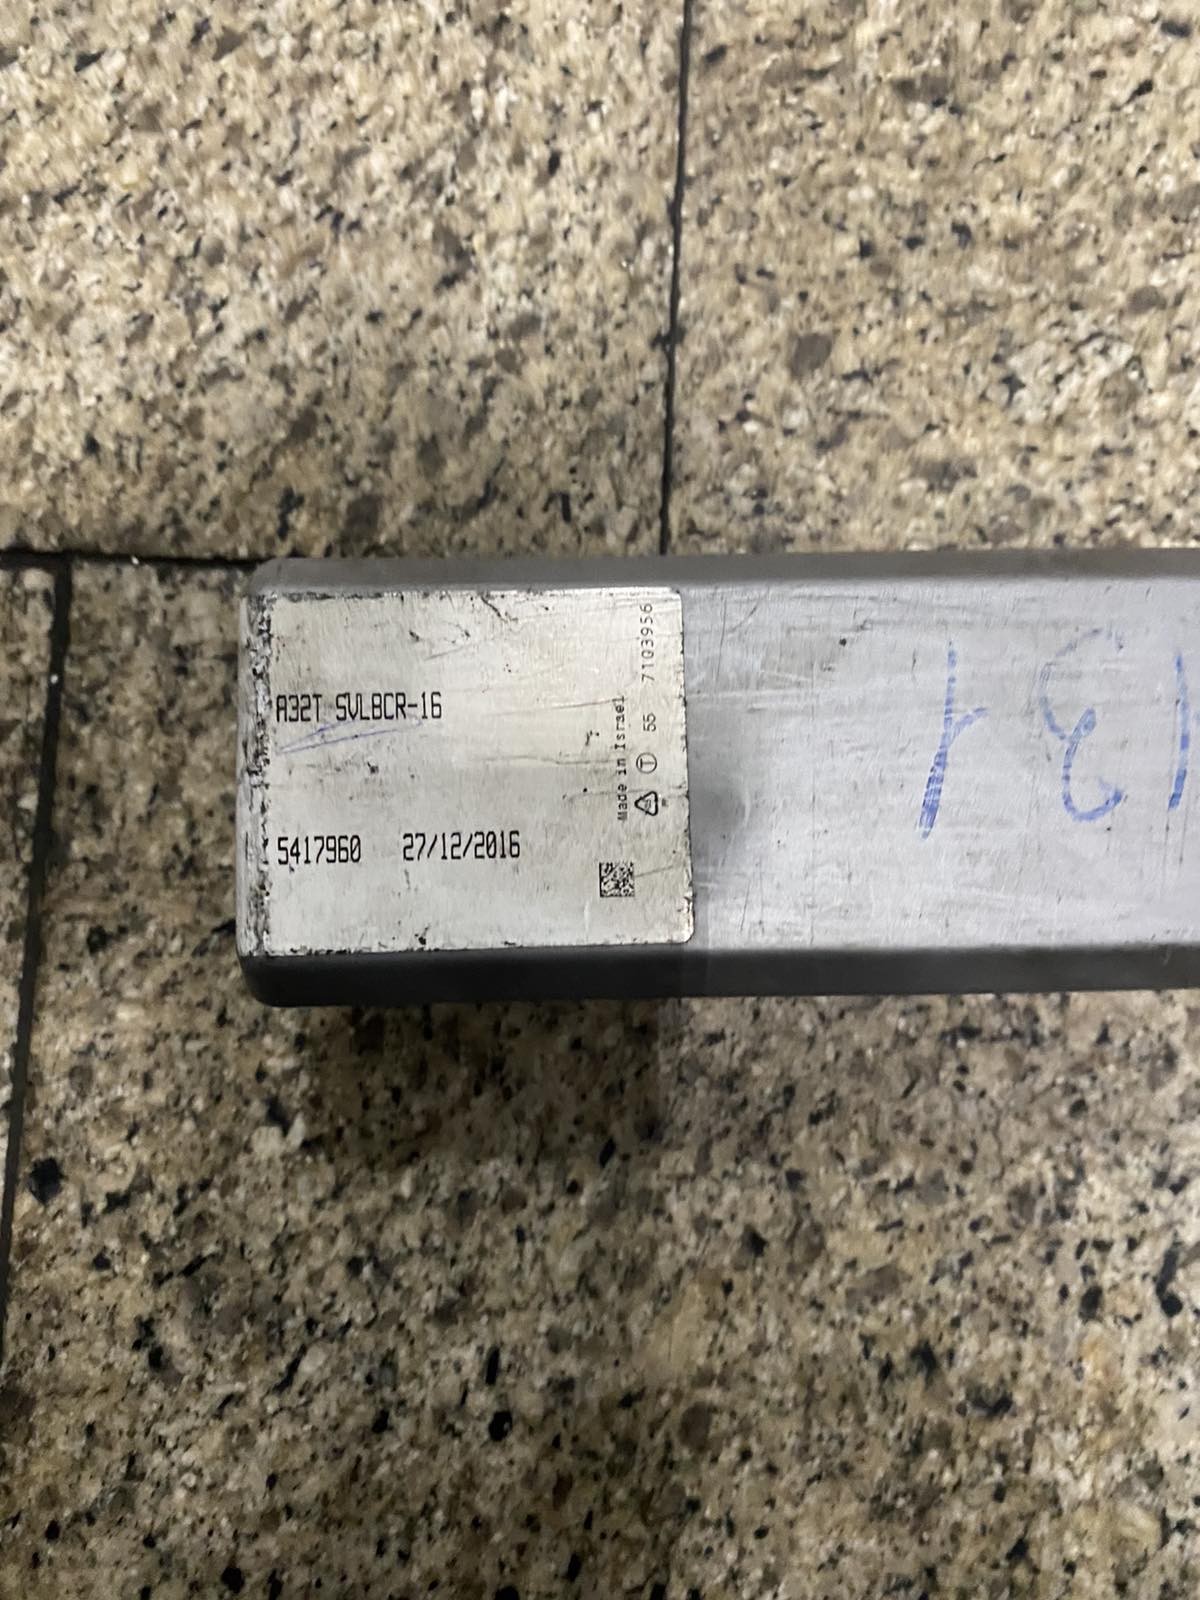 A32T SVLBCR-16
5417960 27/12/2016
Made in Israel
55 7103956